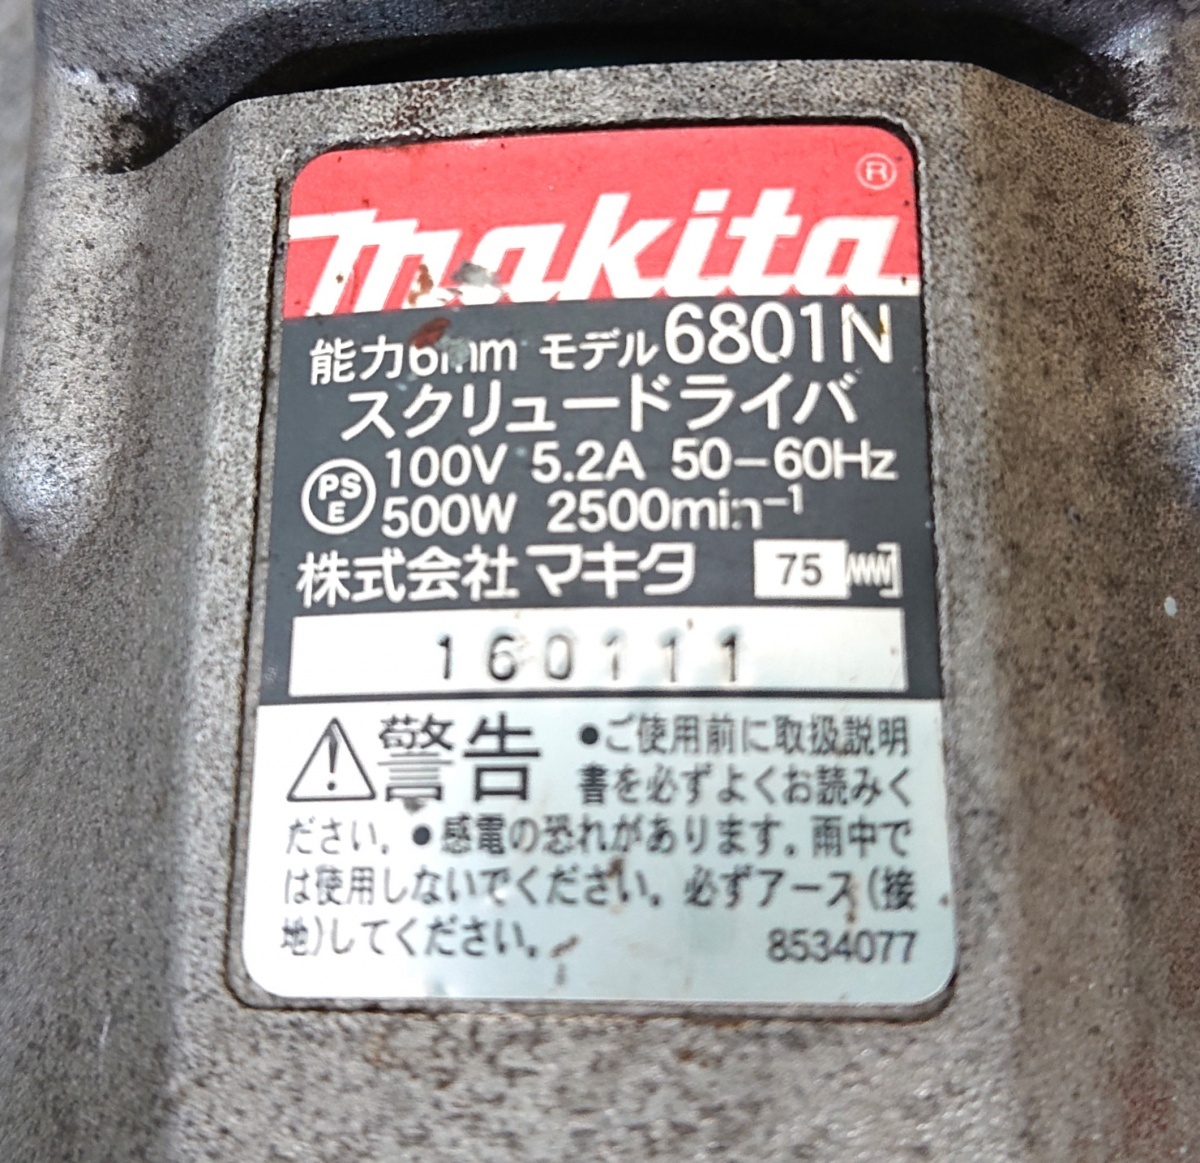 makita ®
能力6mm モデル6801N
スクリュードライバ
PSE 100V 5.2A 50-60Hz
500W 2500min-1
株式会社マキタ 75
160111
警告 ●ご使用前に取扱説明
書を必ずよくお読みく
ださい。●感電の恐れがあります。雨中で
は使用しないでください。必ずアース(接
地)してください。 8534077